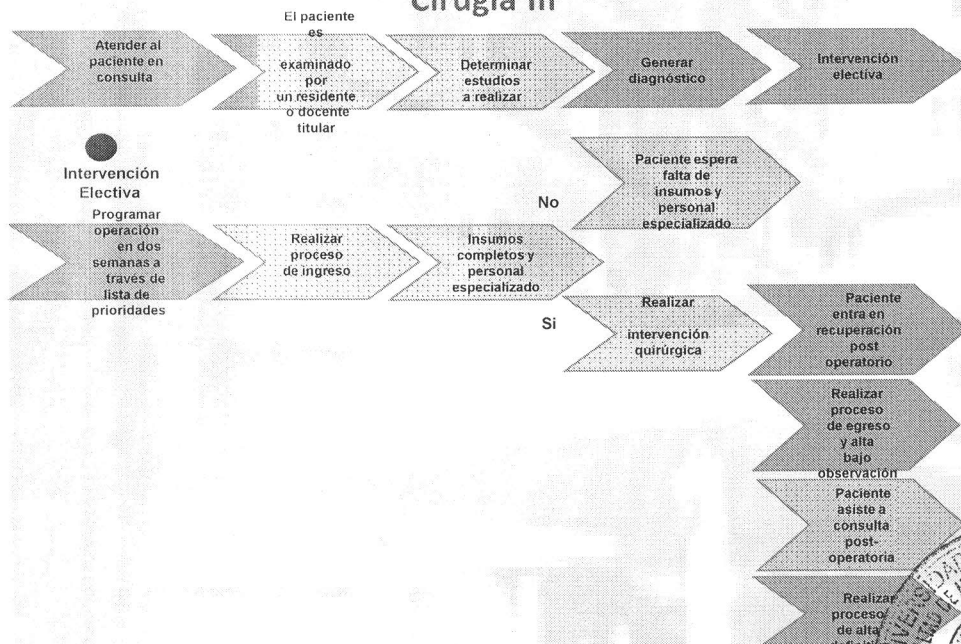 Cirugía III
Atender al
paciente en
consulta
El paciente
es
examinado
por
un residente
o docente
titular
Determinar
estudios
a realizar
Generar
diagnóstico
Intervención
electiva
Intervención
Electiva
Programar
operación
en dos
semanas a
través de
lista de
prioridades
Realizar
proceso
de ingreso
Insumos
completos y
personal
especializado
No
Paciente espera
falta de
insumos y
personal
especializado
Si
Realizar
intervención
quirúrgica
Paciente
entra en
recuperación
post
operatorio
Realizar
proceso
de egreso
y alta
bajo
observación
Paciente
asiste a
consulta
post-
operatoria
Realizar
proceso
de alta